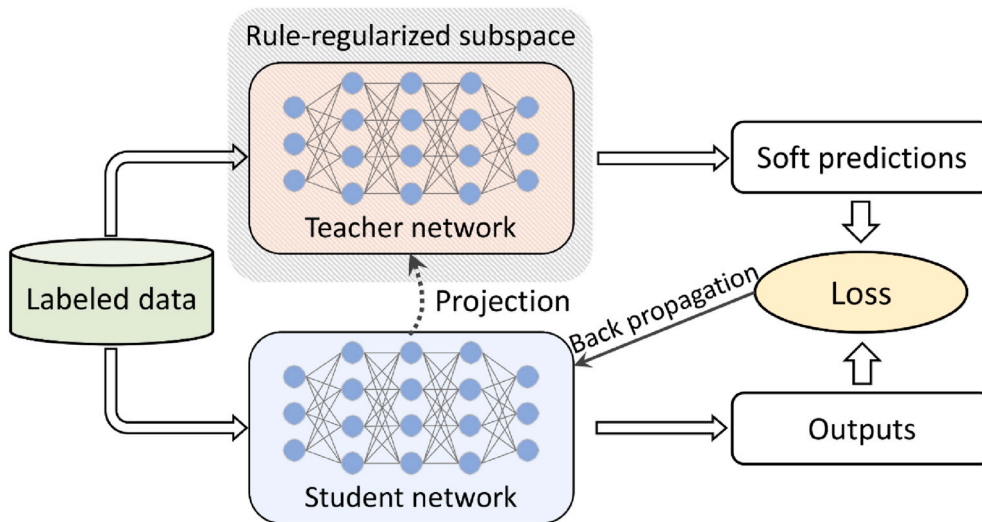 Rule-regularized subspace
Teacher network
Soft predictions
Labeled data
Projection
Back propagation
Loss
Student network
Outputs